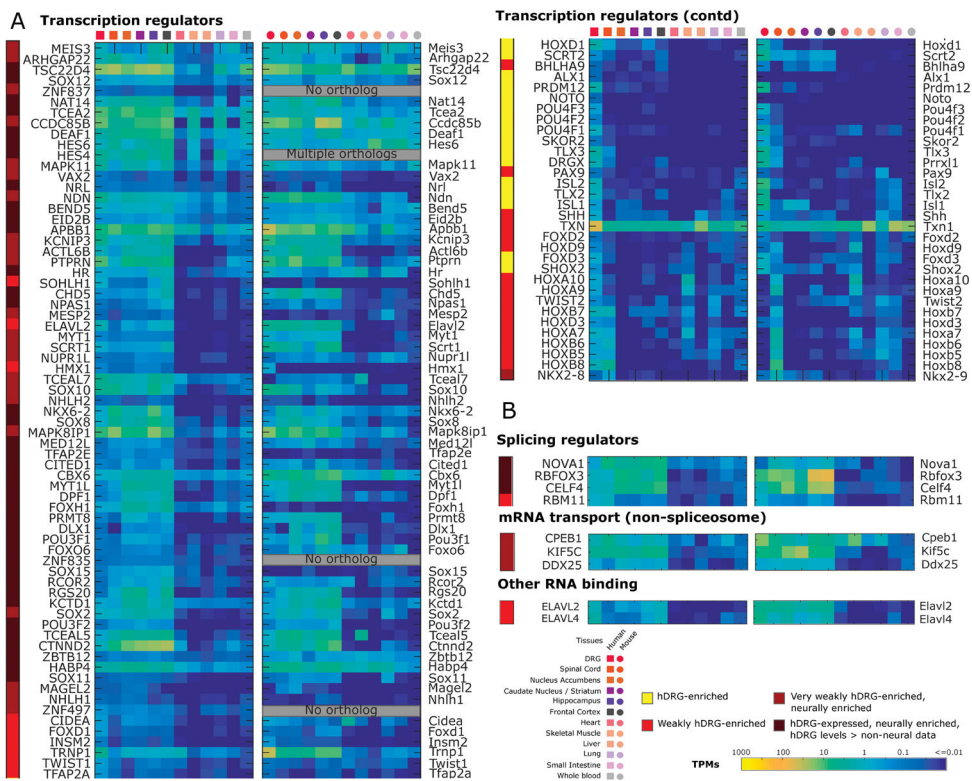 A
Transcription regulators
MEIS3
ARHGAP22
TSC22D4
SOX12
ZNF837
NAT14
TCEA2
CCDC85B
DEAF1
HES6
HES4
MAPK11
VAX2
NRL
NDN
BEND5
EID2B
APBB1
KCNIP3
ACTL6B
PTPRN
HR
SOHLH1
CHD5
NPAS1
MESP2
ELAVL2
MYT1
SCRT1
NUPR1L
HMX1
TCEAL7
SOX10
NHLH2
NKX6-2
SOX8
MAPK8IP1
MED12L
TFAP2E
CITED1
CBX6
MYT1L
DPF1
FOXH1
PRMT8
DLX1
POU3F1
FOXO6
ZNF835
SOX15
RCOR2
RGS20
KCTD1
SOX2
POU3F2
TCEAL5
CTNND2
ZBTB12
HABP4
SOX11
MAGEL2
NHLH1
ZNF497
CIDEA
FOXD1
INSM2
TRNP1
TWIST1
TFAP2A
Meis3
Arhgap22
Tsc22d4
Sox12
No ortholog
Nat14
Tcea2
Ccdc85b
Deaf1
Hes6
Multiple orthologs
Mapk11
Vax2
Nrl
Ndn
Bend5
Eid2b
Apbb1
Kcnip3
Actl6b
Ptprn
Hr
Sohlh1
Chd5
Npas1
Mesp2
Elavl2
Myt1
Scrt1
Nupr1l
Hmx1
Tceal7
Sox10
Nhlh2
Nkx6-2
Sox8
Mapk8ip1
Med12l
Tfap2e
Cited1
Cbx6
Myt1l
Dpf1
Foxh1
Prmt8
Dlx1
Pou3f1
Foxo6
No ortholog
Sox15
Rcor2
Rgs20
Kctd1
Sox2
Pou3f2
Tceal5
Ctnnd2
Zbtb12
Habp4
Sox11
Magel2
Nhlh1
No ortholog
Cidea
Foxd1
Insm2
Trnp1
Twist1
Tfap2a
Transcription regulators (contd)
HOXD1
SCRT2
BHLHA9
ALX1
PRDM12
NOTO
POU4F3
POU4F2
POU4F1
SKOR2
TLX3
DRGX
PAX9
ISL2
TLX2
ISL1
SHH
TXN
FOXD2
HOXD9
FOXD3
SHOX2
HOXA10
HOXA9
TWIST2
HOXB7
HOXD3
HOXA7
HOXB6
HOXB5
HOXB8
NKX2-8
Hoxd1
Scrt2
Bhlha9
Alx1
Prdm12
Noto
Pou4f3
Pou4f2
Pou4f1
Skor2
Tlx3
Prrxl1
Pax9
Isl2
Tlx2
Isl1
Shh
Txn1
Foxd2
Hoxd9
Foxd3
Shox2
Hoxa10
Hoxa9
Twist2
Hoxb7
Hoxd3
Hoxa7
Hoxb6
Hoxb5
Hoxb8
Nkx2-9
B
Splicing regulators
NOVA1
RBFOX3
CELF4
RRM11
Nova1
Rbfox3
Celf4
Rbm11
mRNA transport (non-spliceosome)
CPEB1
KIF5C
DDX25
Cpeb1
Kif5c
Ddx25
Other RNA binding
ELAVL2
ELAVL4
Elavl2
Elavl4
Tissues Human Mouse
DRG
Spinal Cord
Nucleus Accumbens
Caudate Nucleus / Striatum
Hippocampus
Frontal Cortex
Heart
Skeletal Muscle
Liver
Lung
Small Intestine
Whole blood
hDRG-enriched
Weakly hDRG-enriched
Very weakly hDRG-enriched,
neurally enriched
hDRG-expressed, neurally enriched,
hDRG levels > non-neural data
TPMs
1000 100 10 1 0.1 <=0.01